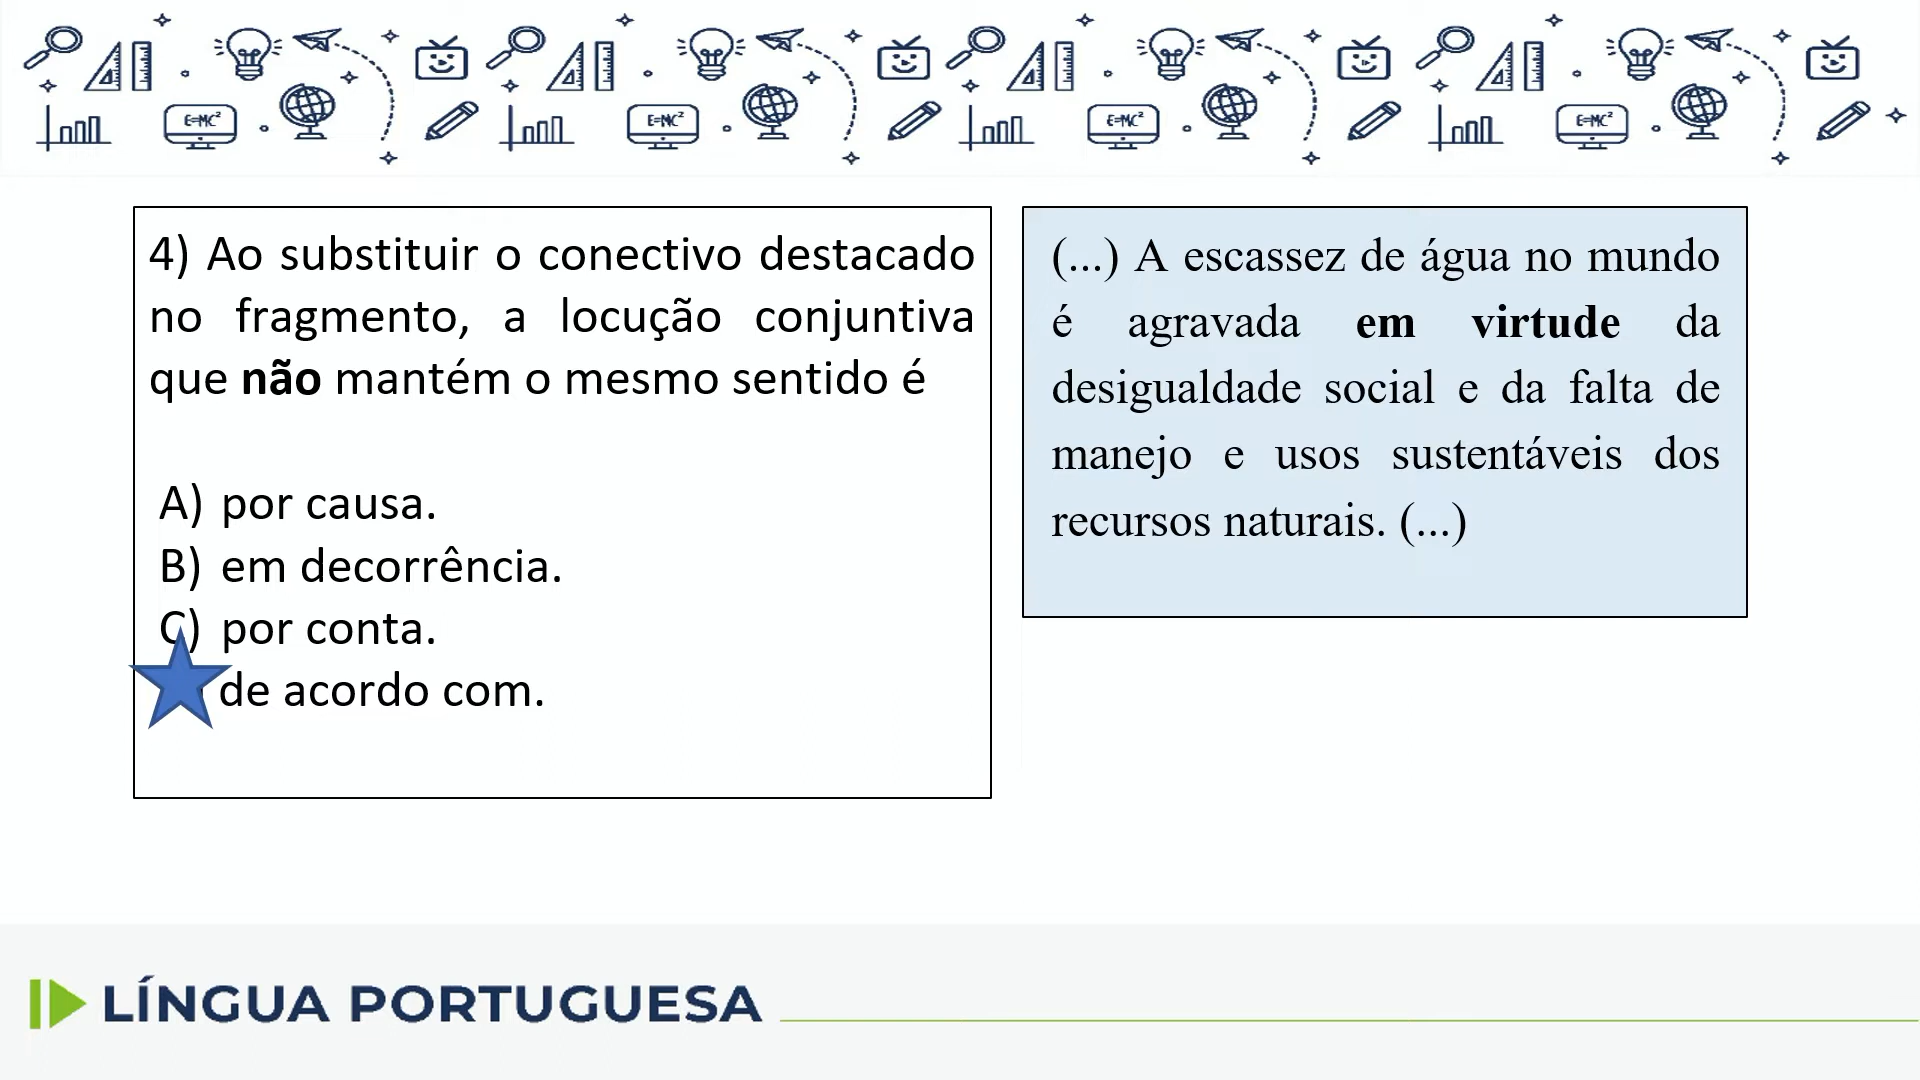 E=MC²
E=MC²
E=MC²
E=MC²
4) Ao substituir o conectivo destacado
no fragmento, a locução conjuntiva
que não mantém o mesmo sentido é
A) por causa.
B) em decorrência.
C) por conta.
de acordo com.
(...) A escassez de água no mundo
é agravada em virtude da
desigualdade social e da falta de
manejo e usos sustentáveis dos
recursos naturais. (...)
LÍNGUA PORTUGUESA